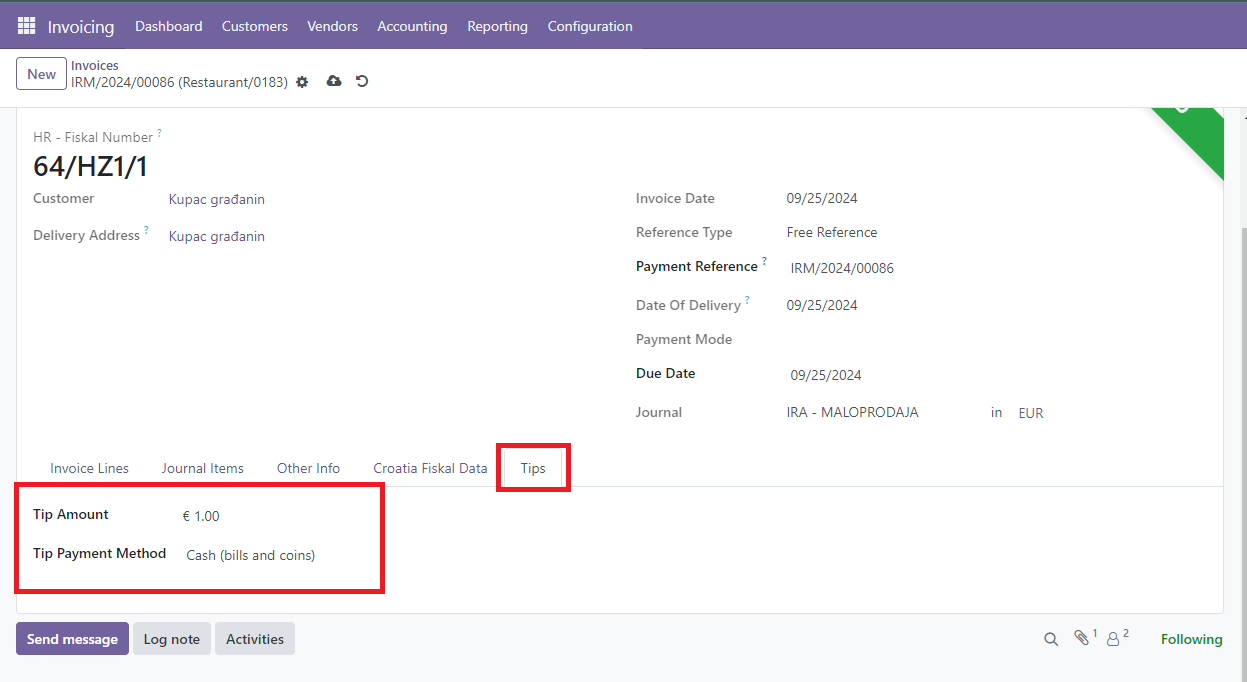 Invoicing Dashboard Customers Vendors Accounting Reporting Configuration
New
Invoices
IRM/2024/00086 (Restaurant/0183)
HR - Fiskal Number ?
64/HZ1/1
Customer Kupac građanin
Delivery Address ? Kupac građanin
Invoice Date 09/25/2024
Reference Type Free Reference
Payment Reference ? IRM/2024/00086
Date Of Delivery ? 09/25/2024
Payment Mode
Due Date 09/25/2024
Journal IRA - MALOPRODAJA in EUR
Invoice Lines Journal Items Other Info Croatia Fiskal Data Tips
Tip Amount € 1.00
Tip Payment Method Cash (bills and coins)
Send message Log note Activities 1 2 Following